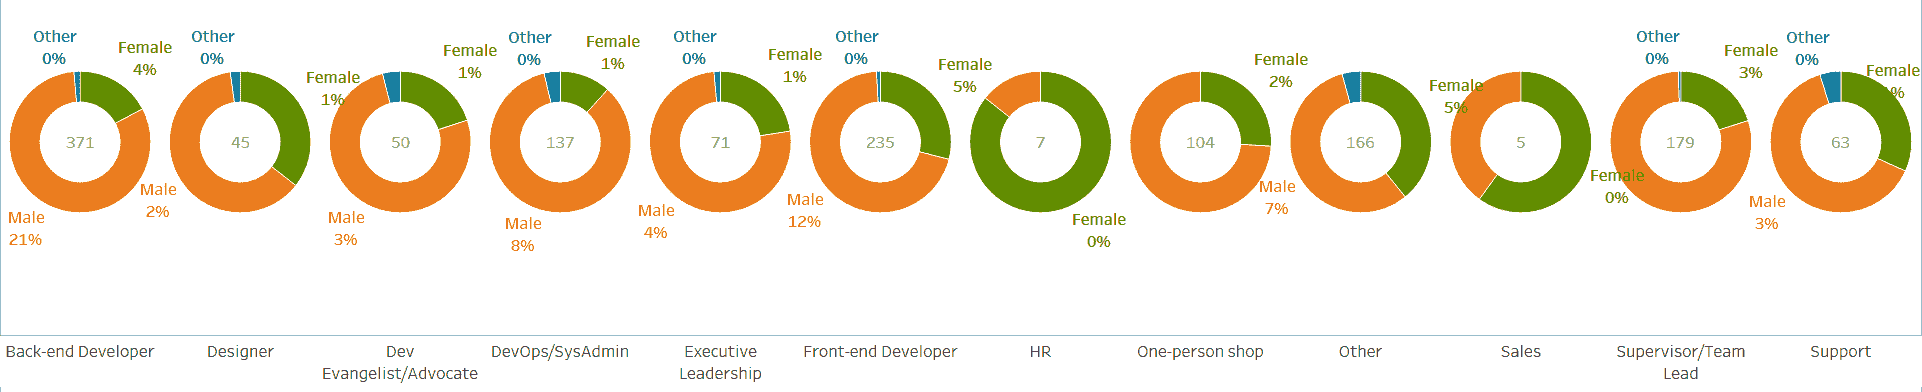 Other
0%
Female
4%
371
Male
21%
Other
0%
Female
1%
45
Male
2%
Female
1%
50
Male
3%
Other
0%
Female
1%
137
Male
8%
Other
0%
Female
1%
71
Male
4%
Other
0%
Female
5%
235
Male
12%
7
Female
0%
Female
2%
104
Male
7%
166
Female
5%
5
Female
0%
Other
0%
Female
3%
179
Other
0%
Female
63
Male
3%
Back-end Developer
Designer
Dev
Evangelist/Advocate
DevOps/SysAdmin
Executive
Leadership
Front-end Developer
HR
One-person shop
Other
Sales
Supervisor/Team
Lead
Support